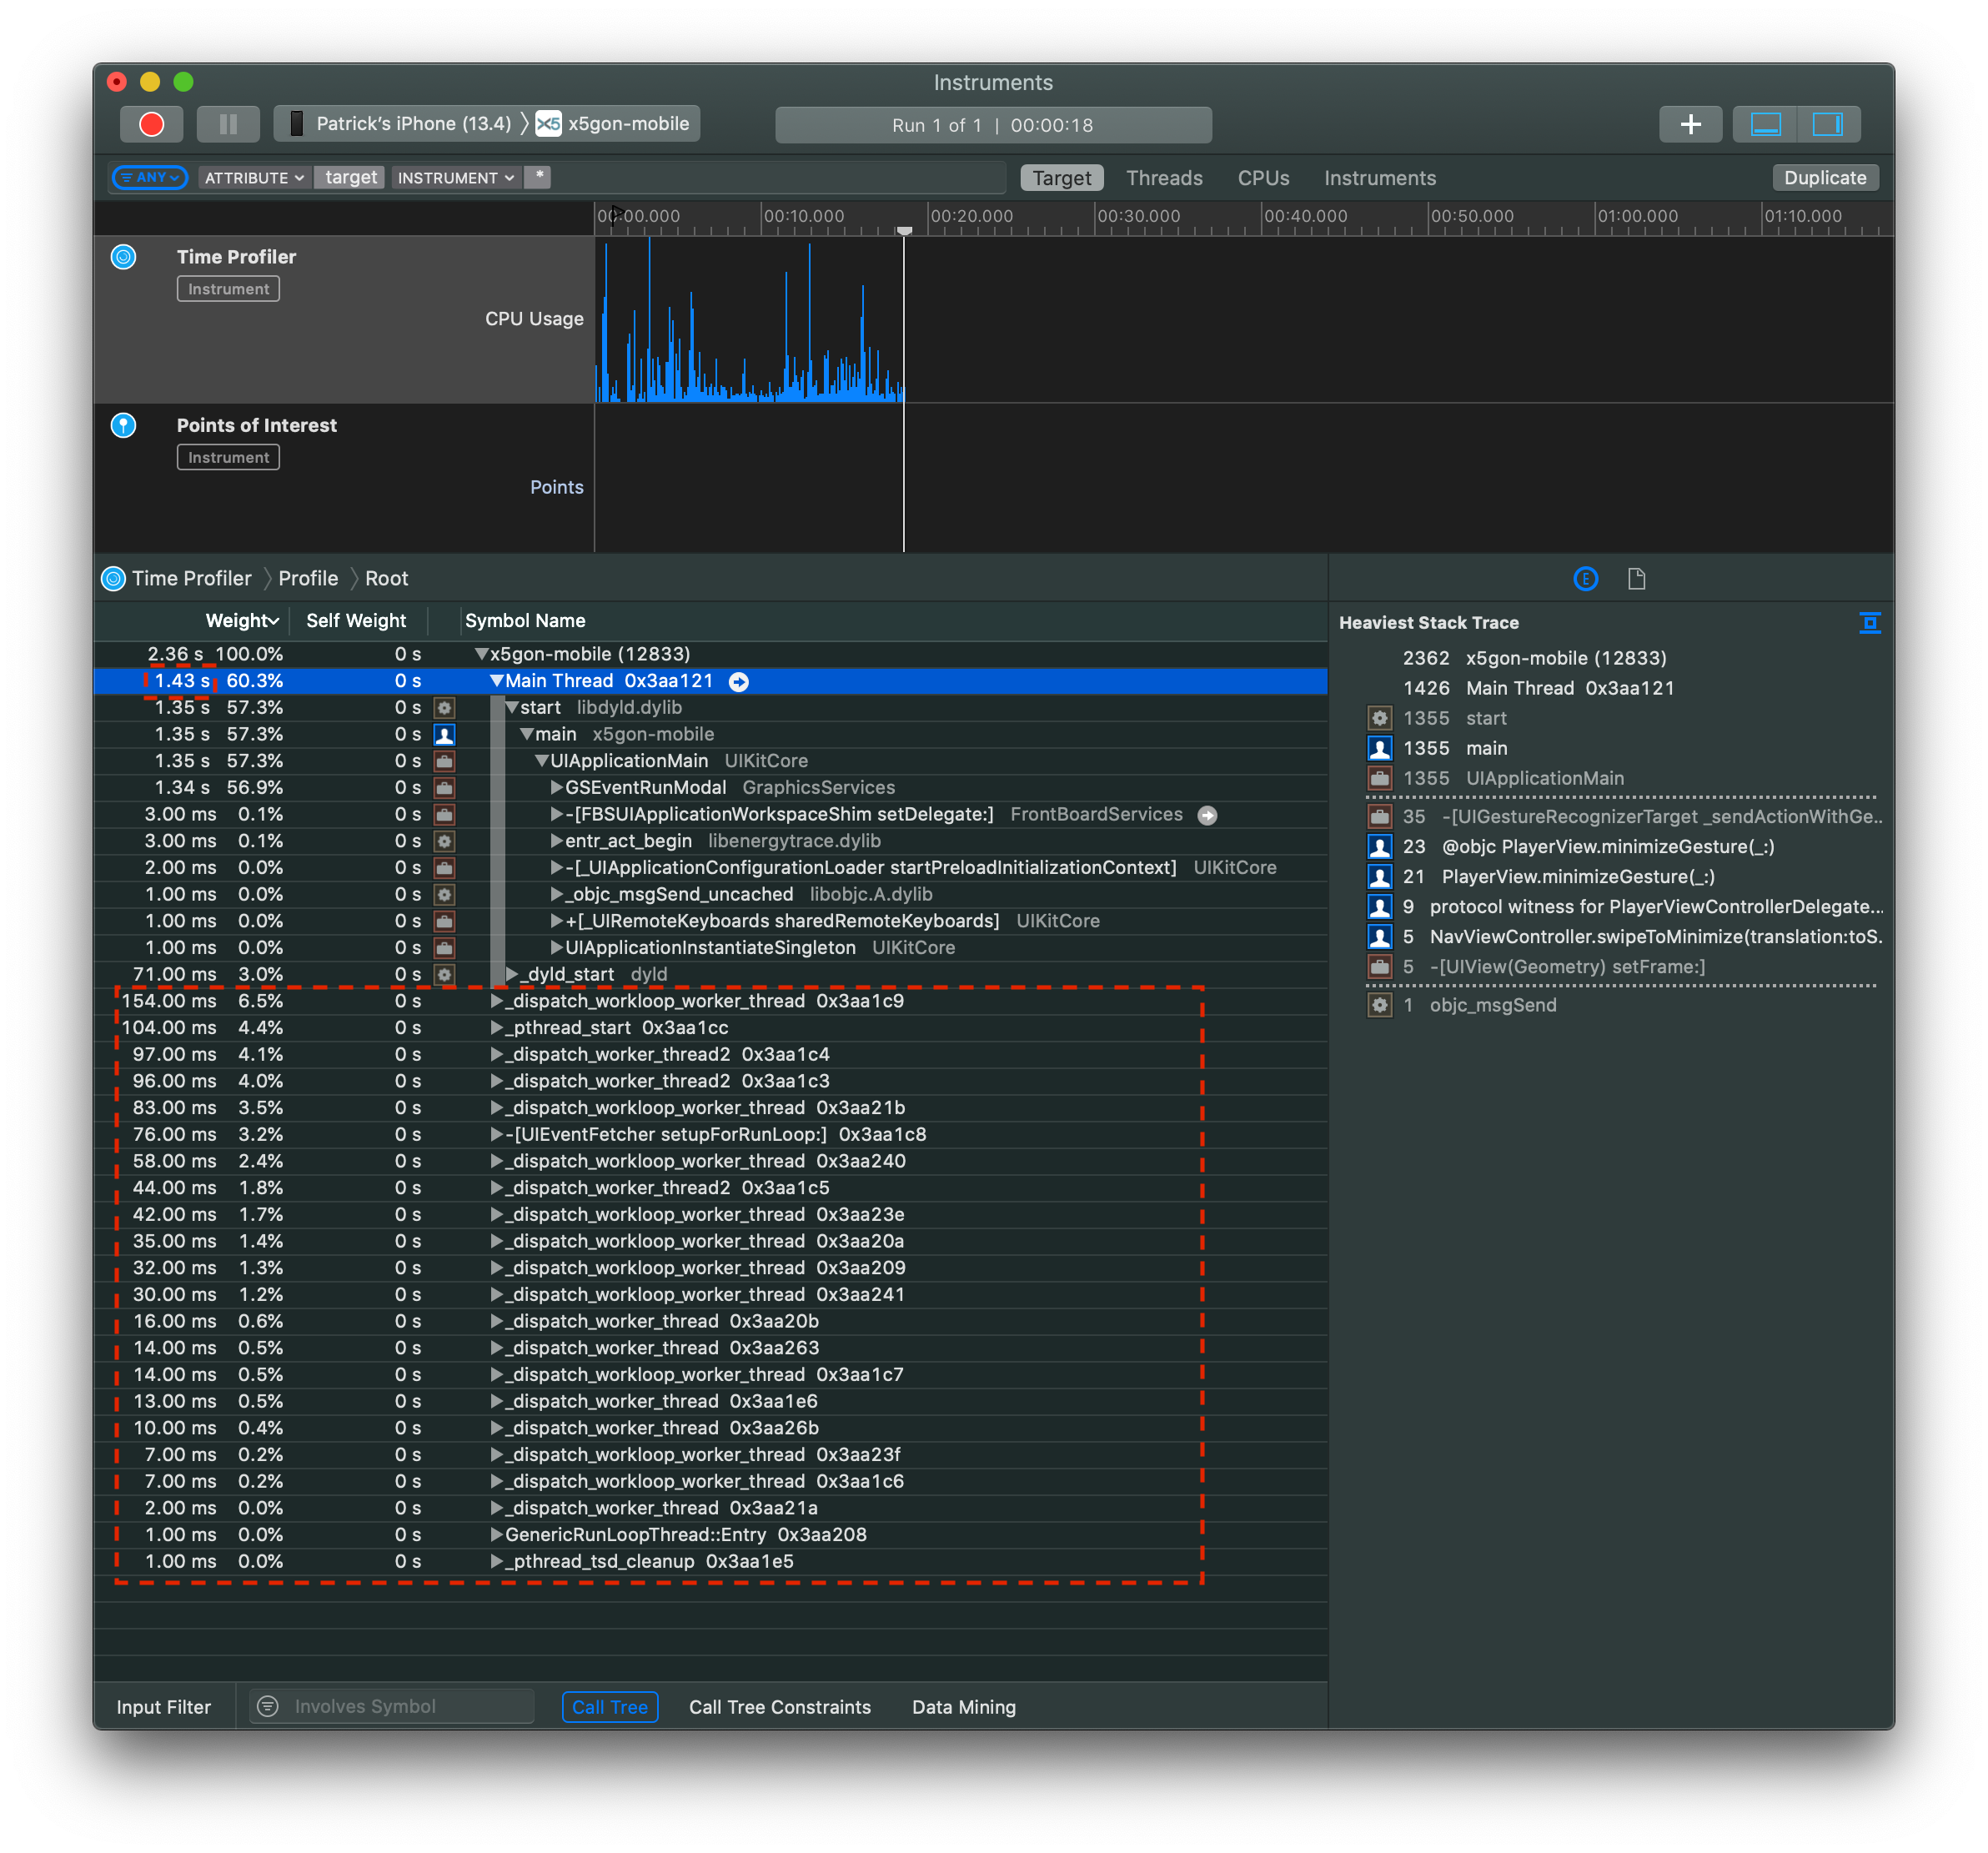 Instruments
Patrick’s iPhone (13.4) 〉 X5 x5gon-mobile
Run 1 of 1 | 00:00:18
ANY ATTRIBUTE target INSTRUMENT *
Target Threads CPUs Instruments Duplicate
00:00.000 00:10.000 00:20.000 00:30.000 00:40.000 00:50.000 01:00.000 01:10.000
Time Profiler
Instrument
CPU Usage
Points of Interest
Instrument
Points
Time Profiler 〉 Profile 〉 Root
Weight Self Weight Symbol Name
2.36 s 100.0% 0 s x5gon-mobile (12833)
1.43 s 60.3% 0 s Main Thread 0x3aa121
1.35 s 57.3% 0 s start libdyld.dylib
1.35 s 57.3% 0 s main x5gon-mobile
1.35 s 57.3% 0 s UIApplicationMain UIKitCore
1.34 s 56.9% 0 s GSEventRunModal GraphicsServices
3.00 ms 0.1% 0 s -[FBSUIApplicationWorkspaceShim setDelegate:] FrontBoardServices
3.00 ms 0.1% 0 s entr_act_begin libenergytrace.dylib
2.00 ms 0.0% 0 s -[_UIApplicationConfigurationLoader startPreloadInitializationContext] UIKitCore
1.00 ms 0.0% 0 s _objc_msgSend_uncached libobjc.A.dylib
1.00 ms 0.0% 0 s +[_UIRemoteKeyboards sharedRemoteKeyboards] UIKitCore
1.00 ms 0.0% 0 s UIApplicationInstantiateSingleton UIKitCore
71.00 ms 3.0% 0 s _dyld_start dyld
154.00 ms 6.5% 0 s _dispatch_workloop_worker_thread 0x3aa1c9
104.00 ms 4.4% 0 s _pthread_start 0x3aa1cc
97.00 ms 4.1% 0 s _dispatch_worker_thread2 0x3aa1c4
96.00 ms 4.0% 0 s _dispatch_worker_thread2 0x3aa1c3
83.00 ms 3.5% 0 s _dispatch_workloop_worker_thread 0x3aa21b
76.00 ms 3.2% 0 s -[UIEventFetcher setupForRunLoop:] 0x3aa1c8
58.00 ms 2.4% 0 s _dispatch_workloop_worker_thread 0x3aa240
44.00 ms 1.8% 0 s _dispatch_worker_thread2 0x3aa1c5
42.00 ms 1.7% 0 s _dispatch_workloop_worker_thread 0x3aa23e
35.00 ms 1.4% 0 s _dispatch_workloop_worker_thread 0x3aa20a
32.00 ms 1.3% 0 s _dispatch_workloop_worker_thread 0x3aa209
30.00 ms 1.2% 0 s _dispatch_workloop_worker_thread 0x3aa241
16.00 ms 0.6% 0 s _dispatch_worker_thread 0x3aa20b
14.00 ms 0.5% 0 s _dispatch_worker_thread 0x3aa263
14.00 ms 0.5% 0 s _dispatch_workloop_worker_thread 0x3aa1c7
13.00 ms 0.5% 0 s _dispatch_worker_thread 0x3aa1e6
10.00 ms 0.4% 0 s _dispatch_worker_thread 0x3aa26b
7.00 ms 0.2% 0 s _dispatch_workloop_worker_thread 0x3aa23f
7.00 ms 0.2% 0 s _dispatch_workloop_worker_thread 0x3aa1c6
2.00 ms 0.0% 0 s _dispatch_worker_thread 0x3aa21a
1.00 ms 0.0% 0 s GenericRunLoopThread::Entry 0x3aa208
1.00 ms 0.0% 0 s _pthread_tsd_cleanup 0x3aa1e5
E
Heaviest Stack Trace
2362 x5gon-mobile (12833)
1426 Main Thread 0x3aa121
1355 start
1355 main
1355 UIApplicationMain
35 -[UIGestureRecognizerTarget _sendActionWithGe..
23 @objc PlayerView.minimizeGesture(_:)
21 PlayerView.minimizeGesture(_:)
9 protocol witness for PlayerViewControllerDelegate...
5 NavViewController.swipeToMinimize(translation:toS.
5 -[UIView(Geometry) setFrame:]
1 objc_msgSend
Input Filter Involves Symbol Call Tree Call Tree Constraints Data Mining